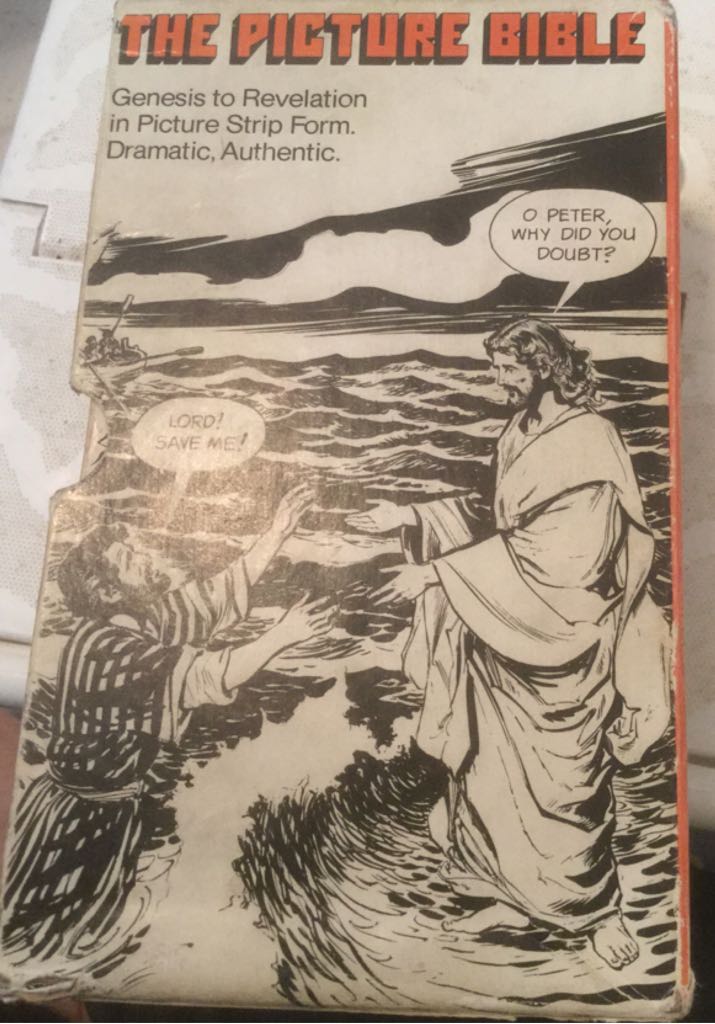 THE PICTURE BIBLE
Genesis to Revelation
in Picture Strip Form.
Dramatic, Authentic.
O PETER,
WHY DID YOU
DOUBT?
LORD!
SAVE ME!